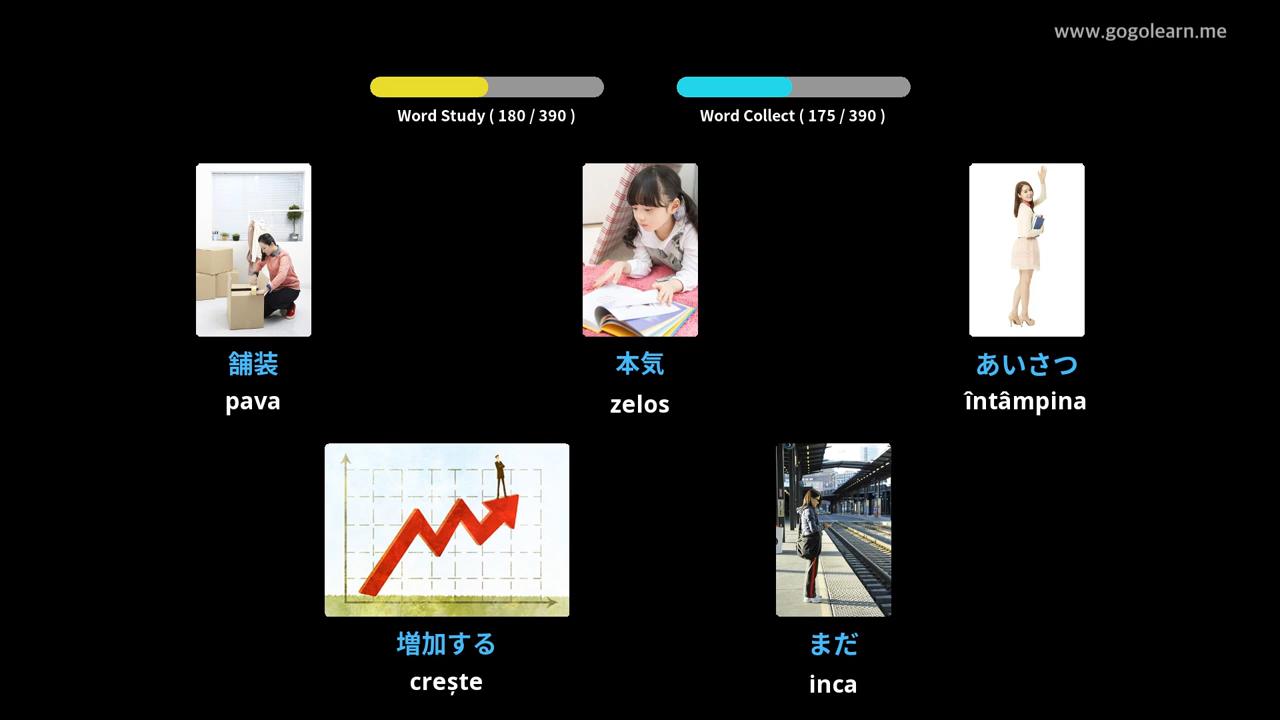 www.gogolearn.me
Word Study ( 180 / 390 )
Word Collect ( 175 / 390 )
舗装
pava
本気
zelos
あいさつ
întâmpina
増加する
crește
まだ
inca